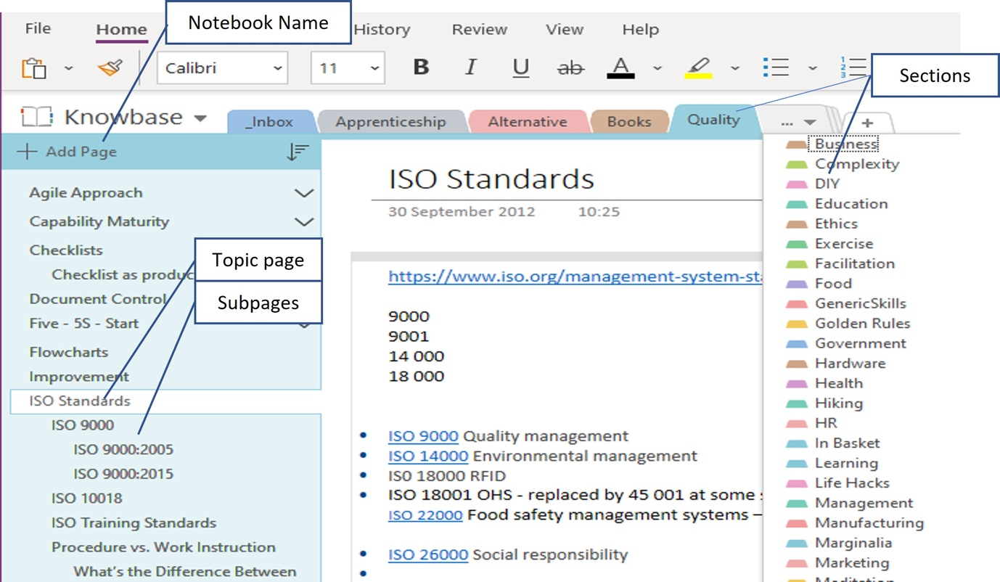 Notebook Name
File Home History Review View Help
Calibri 11 B I U ab A
Sections
Knowbase _Inbox Apprenticeship Alternative Books Quality ... +
Add Page
Agile Approach
Capability Maturity
Checklists
Checklist as produc
Document Control
Five - 5S - Start
Flowcharts
Improvement
ISO Standards
ISO 9000
ISO 9000:2005
ISO 9000:2015
ISO 10018
ISO Training Standards
Procedure vs. Work Instruction
What's the Difference Between
Topic page
Subpages
ISO Standards
30 September 2012 10:25
https://www.iso.org/management-system-st
9000
9001
14 000
18 000
ISO 9000 Quality management
ISO 14000 Environmental management
IS0 18000 RFID
ISO 18001 OHS - replaced by 45 001 at some
ISO 22000 Food safety management systems –
ISO 26000 Social responsibility
Business
Complexity
DIY
Education
Ethics
Exercise
Facilitation
Food
GenericSkills
Golden Rules
Government
Hardware
Health
Hiking
HR
In Basket
Learning
Life Hacks
Management
Manufacturing
Marginalia
Marketing